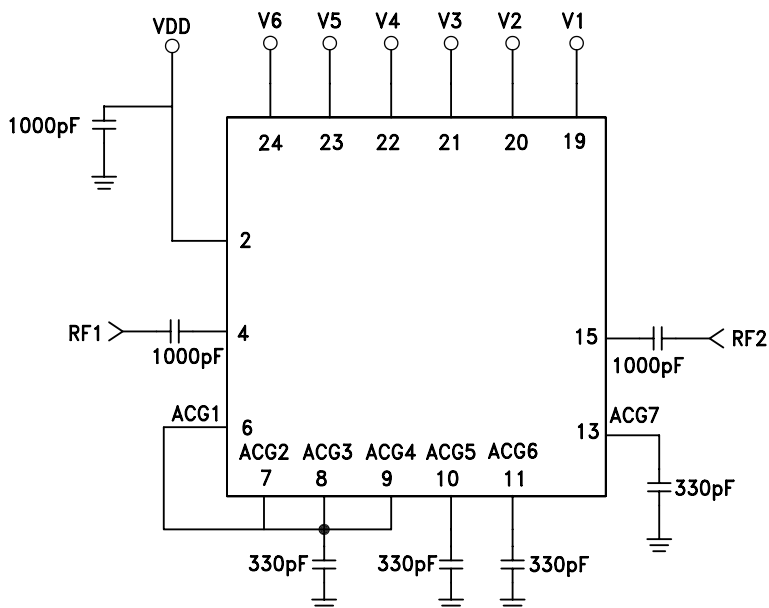 VDD V6 V5 V4 V3 V2 V1
1000pF
24 23 22 21 20 19
2
RF1 4 15 RF2
1000pF 1000pF
ACG1 ACG7
6 13
ACG2 ACG3 ACG4 ACG5 ACG6
7 8 9 10 11
330pF
330pF 330pF 330pF